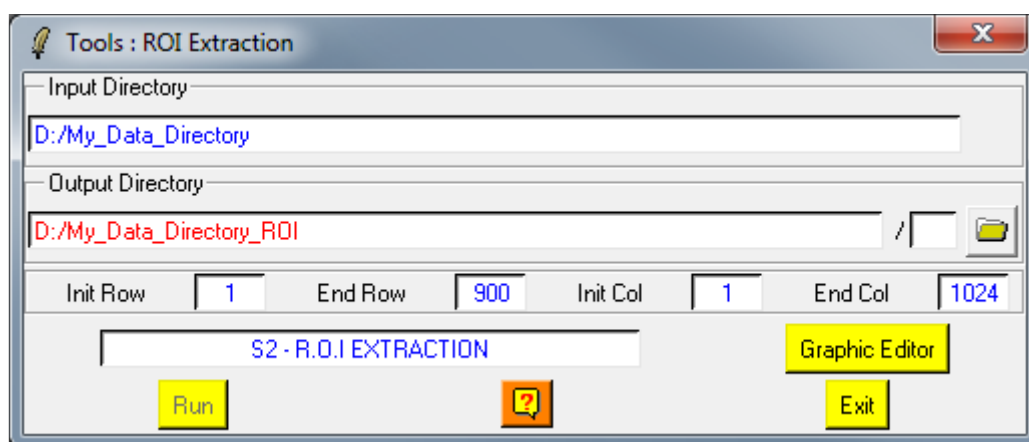 Tools : ROI Extraction
x
Input Directory
D:/My_Data_Directory
Output Directory
D:/My_Data_Directory_ROI /
Init Row 1 End Row 900 Init Col 1 End Col 1024
S2 - R.O.I EXTRACTION Graphic Editor
Run ? Exit